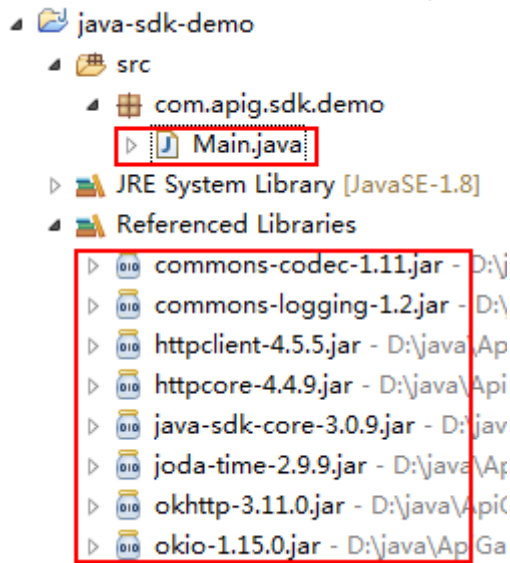 java-sdk-demo
src
com.apig.sdk.demo
Main.java
JRE System Library [JavaSE-1.8]
Referenced Libraries
commons-codec-1.11.jar - D:\j
commons-logging-1.2.jar - D:\
httpclient-4.5.5.jar - D:\java\Ap
httpcore-4.4.9.jar - D:\java\Api
java-sdk-core-3.0.9.jar - D:\jav
joda-time-2.9.9.jar - D:\java\Ap
okhttp-3.11.0.jar - D:\java\ApiG
okio-1.15.0.jar - D:\java\ApiGa